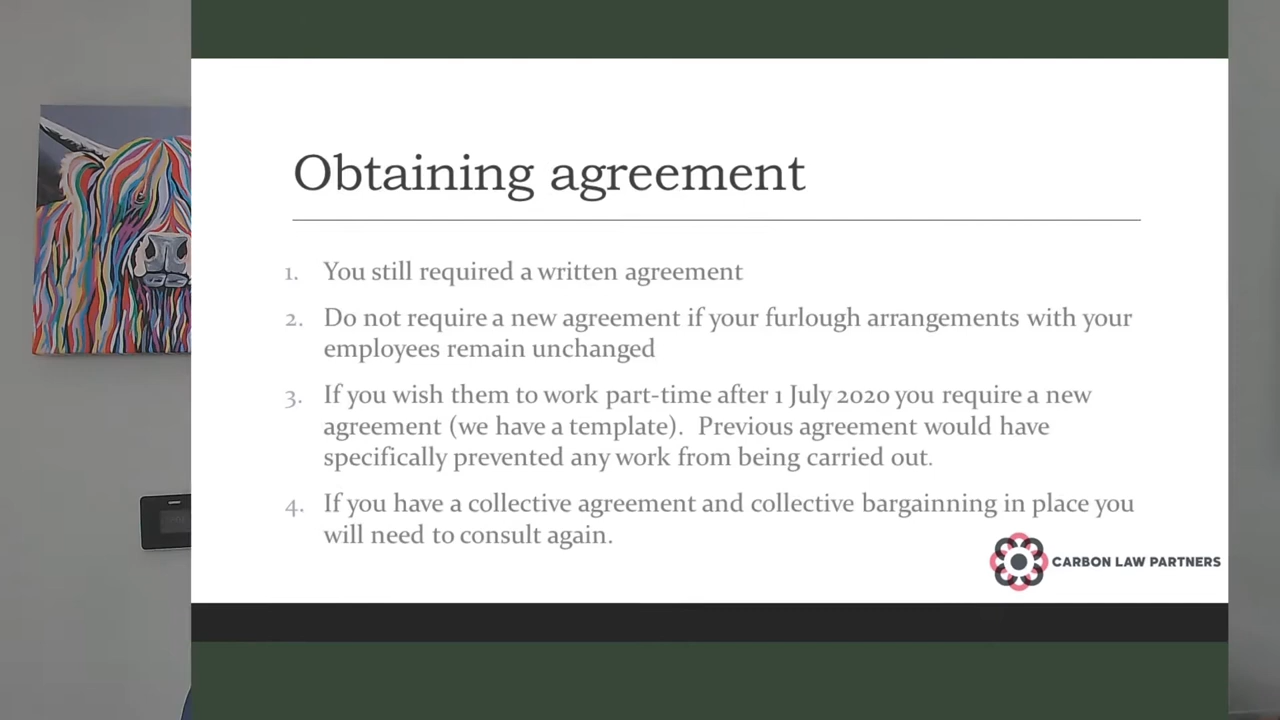 Obtaining agreement
1. You still required a written agreement
2. Do not require a new agreement if your furlough arrangements with your
employees remain unchanged
3. If you wish them to work part-time after 1 July 2020 you require a new
agreement (we have a template). Previous agreement would have
specifically prevented any work from being carried out.
4. If you have a collective agreement and collective bargainning in place you
will need to consult again.
CARBON LAW PARTNERS